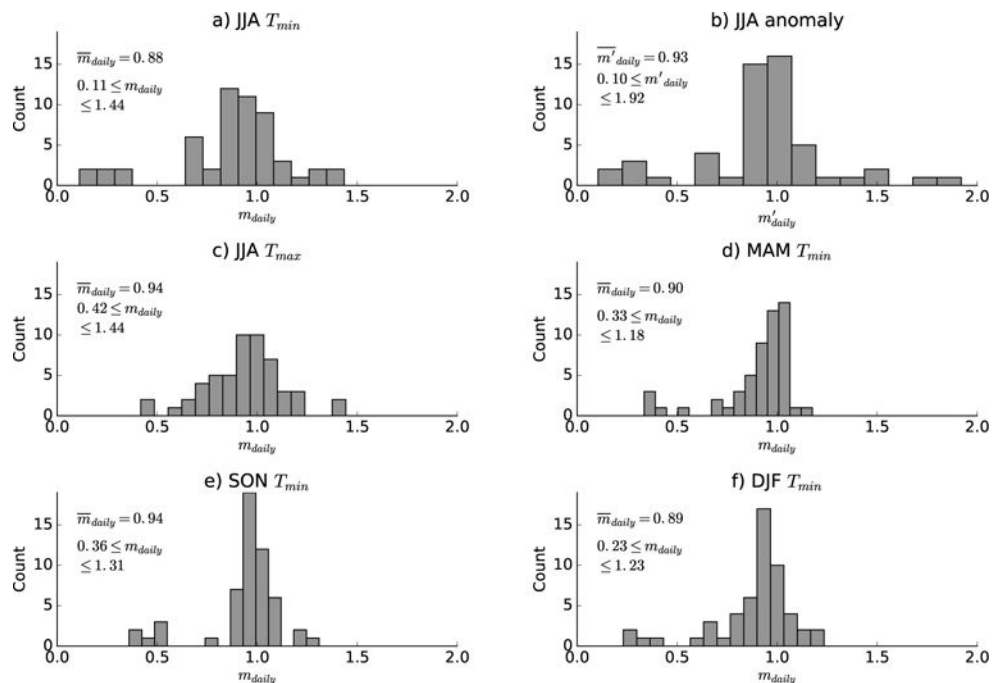 a) JJA T_min
m̅_daily = 0.88
0.11 ≤ m_daily
≤ 1.44
Count
15
10
5
0
0.0 0.5 1.0 1.5 2.0
m_daily
b) JJA anomaly
m̅'_daily = 0.93
0.10 ≤ m'_daily
≤ 1.92
Count
15
10
5
0
0.0 0.5 1.0 1.5 2.0
m'_daily
c) JJA T_max
m̅_daily = 0.94
0.42 ≤ m_daily
≤ 1.44
Count
15
10
5
0
0.0 0.5 1.0 1.5 2.0
m_daily
d) MAM T_min
m̅_daily = 0.90
0.33 ≤ m_daily
≤ 1.18
Count
15
10
5
0
0.0 0.5 1.0 1.5 2.0
m_daily
e) SON T_min
m̅_daily = 0.94
0.36 ≤ m_daily
≤ 1.31
Count
15
10
5
0
0.0 0.5 1.0 1.5 2.0
m_daily
f) DJF T_min
m̅_daily = 0.89
0.23 ≤ m_daily
≤ 1.23
Count
15
10
5
0
0.0 0.5 1.0 1.5 2.0
m_daily